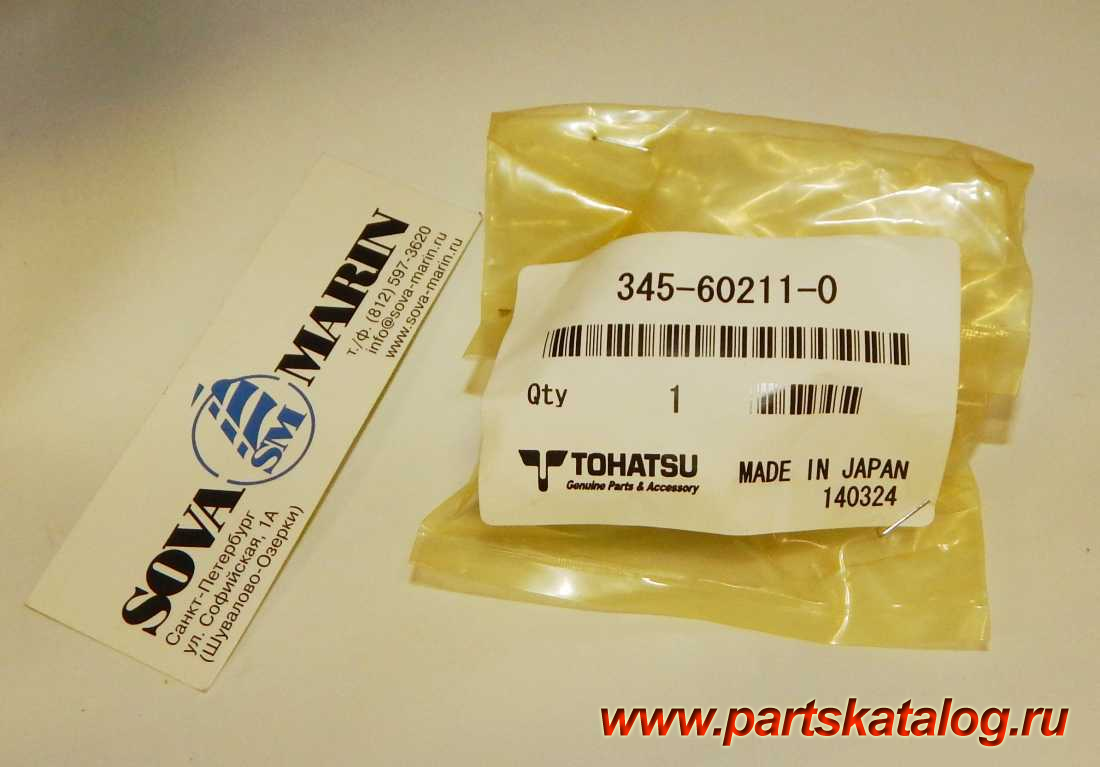 SOVA SM MARIN
Санкт-Петербург
ул. Софийская, 1А
(Шувалово-Озерки)
т./ф. (812) 597-3620
info@sova-marin.ru
www.sova-marin.ru
345-60211-0
Qty 1
TOHATSU
Genuine Parts & Accessory
MADE IN JAPAN
140324
www.partskatalog.ru